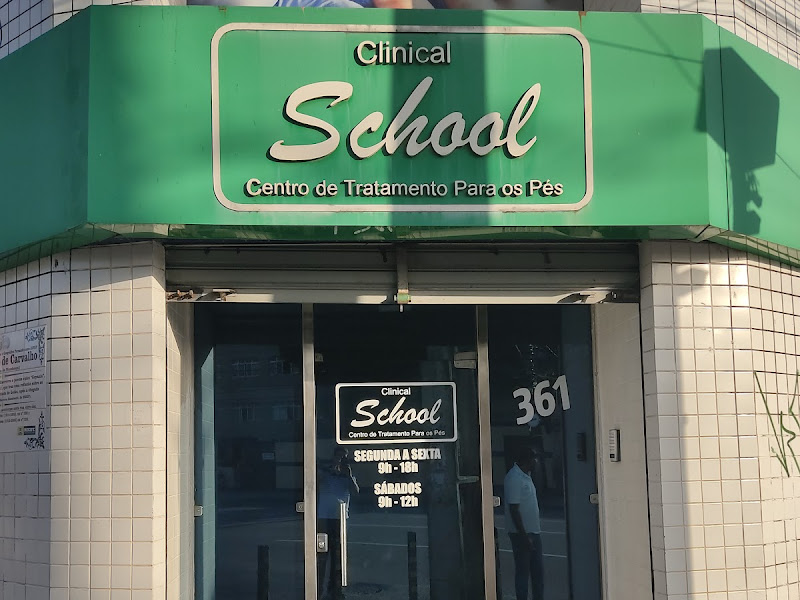 Clinical
School
Centro de Tratamento Para os Pés
de Carvalho
Clinical
School
Centro de Tratamento Para os Pés
SEGUNDA A SEXTA
9h - 18h
SÁBADOS
9h - 12h
361